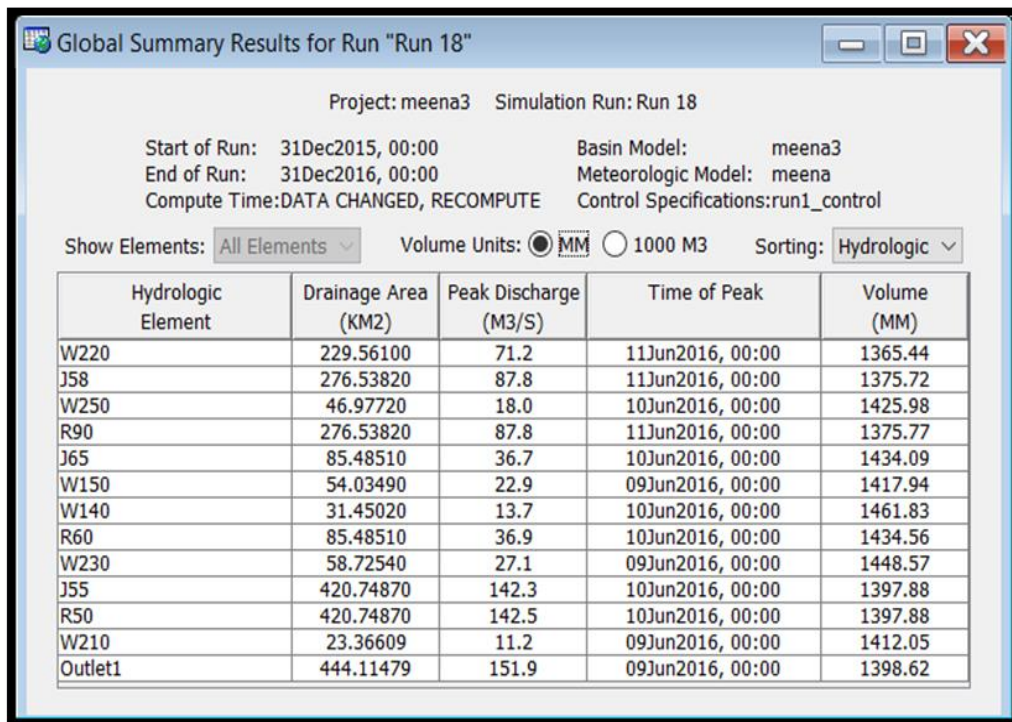 Global Summary Results for Run "Run 18"
Project: meena3 Simulation Run: Run 18
Start of Run: 31Dec2015, 00:00 Basin Model: meena3
End of Run: 31Dec2016, 00:00 Meteorologic Model: meena
Compute Time:DATA CHANGED, RECOMPUTE Control Specifications:run1_control
Show Elements: All Elements Volume Units: MM 1000 M3 Sorting: Hydrologic
Hydrologic Drainage Area Peak Discharge Time of Peak Volume
Element (KM2) (M3/S) (MM)
W220 229.56100 71.2 11Jun2016, 00:00 1365.44
J58 276.53820 87.8 11Jun2016, 00:00 1375.72
W250 46.97720 18.0 10Jun2016, 00:00 1425.98
R90 276.53820 87.8 11Jun2016, 00:00 1375.77
J65 85.48510 36.7 10Jun2016, 00:00 1434.09
W150 54.03490 22.9 09Jun2016, 00:00 1417.94
W140 31.45020 13.7 10Jun2016, 00:00 1461.83
R60 85.48510 36.9 10Jun2016, 00:00 1434.56
W230 58.72540 27.1 09Jun2016, 00:00 1448.57
J55 420.74870 142.3 10Jun2016, 00:00 1397.88
R50 420.74870 142.5 10Jun2016, 00:00 1397.88
W210 23.36609 11.2 09Jun2016, 00:00 1412.05
Outlet1 444.11479 151.9 09Jun2016, 00:00 1398.62